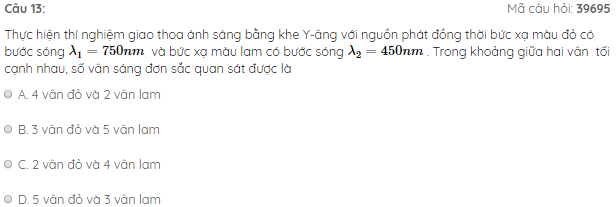 Câu 13: Mã câu hỏi: 39695
Thực hiện thí nghiệm giao thoa ánh sáng bằng khe Y-âng với nguồn phát đồng thời bức xạ màu đỏ có
bước sóng λ₁ = 750nm và bức xạ màu lam có bước sóng λ₂ = 450nm . Trong khoảng giữa hai vân tối
cạnh nhau, số vân sáng đơn sắc quan sát được là
A. 4 vân đỏ và 2 vân lam
B. 3 vân đỏ và 5 vân lam
C. 2 vân đỏ và 4 vân lam
D. 5 vân đỏ và 3 vân lam